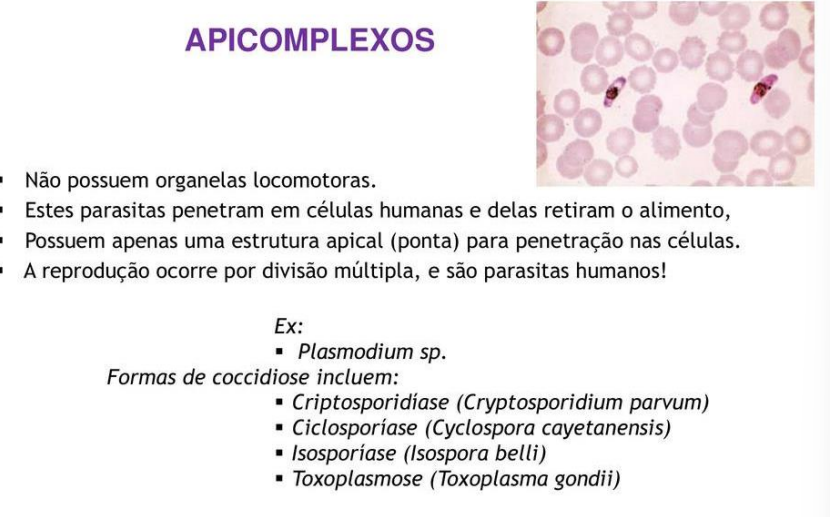 APICOMPLEXOS
▪ Não possuem organelas locomotoras.
▪ Estes parasitas penetram em células humanas e delas retiram o alimento,
▪ Possuem apenas uma estrutura apical (ponta) para penetração nas células.
▪ A reprodução ocorre por divisão múltipla, e são parasitas humanos!
Ex:
▪ Plasmodium sp.
Formas de coccidiose incluem:
▪ Criptosporidíase (Cryptosporidium parvum)
▪ Ciclosporíase (Cyclospora cayetanensis)
▪ Isosporíase (Isospora belli)
▪ Toxoplasmose (Toxoplasma gondii)